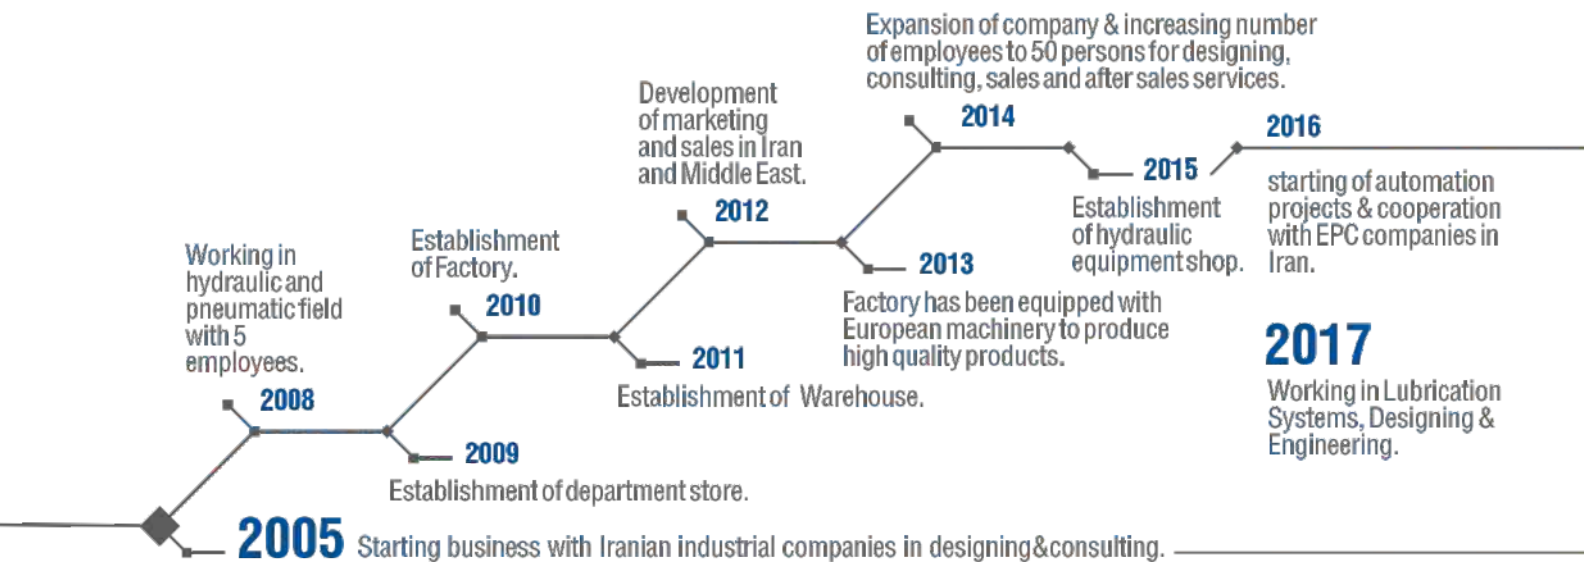 Expansion of company & increasing number
of employees to 50 persons for designing,
consulting, sales and after sales services.
2014
Development
of marketing
and sales in Iran
and Middle East.
2012
2016
starting of automation
projects & cooperation
with EPC companies in
Iran.
2015
Establishment
of hydraulic
equipment shop.
Establishment
of Factory.
2010
2013
Factory has been equipped with
European machinery to produce
high quality products.
Working in
hydraulic and
pneumatic field
with 5
employees.
2008
2011
Establishment of Warehouse.
2017
Working in Lubrication
Systems, Designing &
Engineering.
2009
Establishment of department store.
2005 Starting business with Iranian industrial companies in designing&consulting.